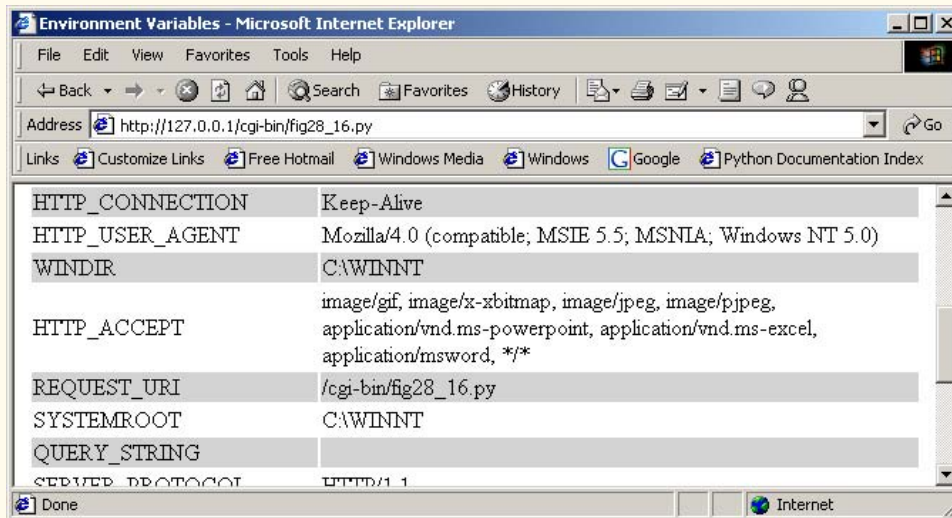 Environment Variables - Microsoft Internet Explorer
File Edit View Favorites Tools Help
Back Search Favorites History
Address http://127.0.0.1/cgi-bin/fig28_16.py Go
Links Customize Links Free Hotmail Windows Media Windows Google Python Documentation Index
HTTP_CONNECTION Keep-Alive
HTTP_USER_AGENT Mozilla/4.0 (compatible; MSIE 5.5; MSNIA; Windows NT 5.0)
WINDIR C:\WINNT
HTTP_ACCEPT image/gif, image/x-xbitmap, image/jpeg, image/pjpeg,
application/vnd.ms-powerpoint, application/vnd.ms-excel,
application/msword, */*
REQUEST_URI /cgi-bin/fig28_16.py
SYSTEMROOT C:\WINNT
QUERY_STRING
SERVER_PROTOCOL HTTP/1.1
Done Internet